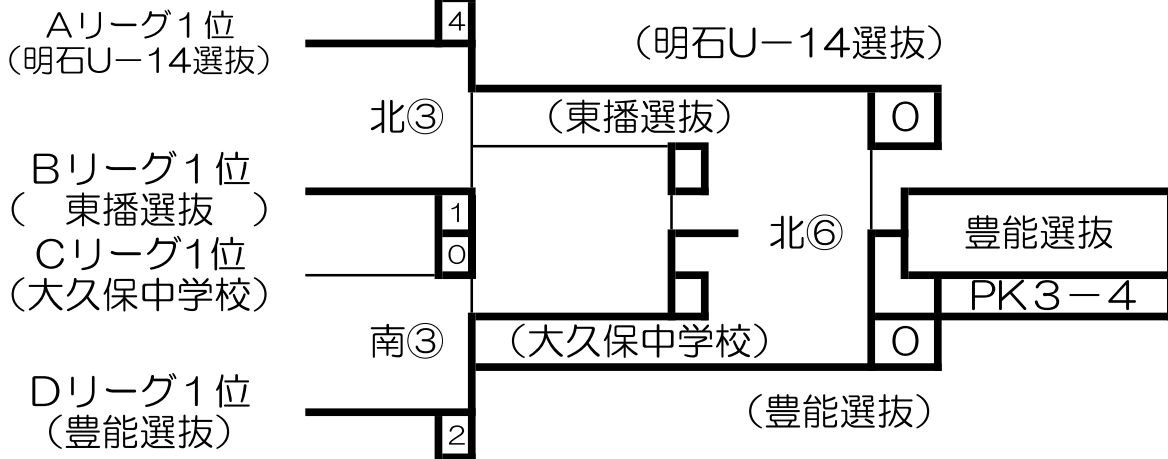 Aリーグ１位
4
（明石U－14選抜）
（明石U－14選抜）
北③
（東播選抜）
0
Bリーグ１位
（　東播選抜　）
1
北⑥
豊能選抜
Cリーグ1位
0
（大久保中学校）
PK３－４
南③
（大久保中学校）
0
Dリーグ１位
（豊能選抜）
2
（豊能選抜）